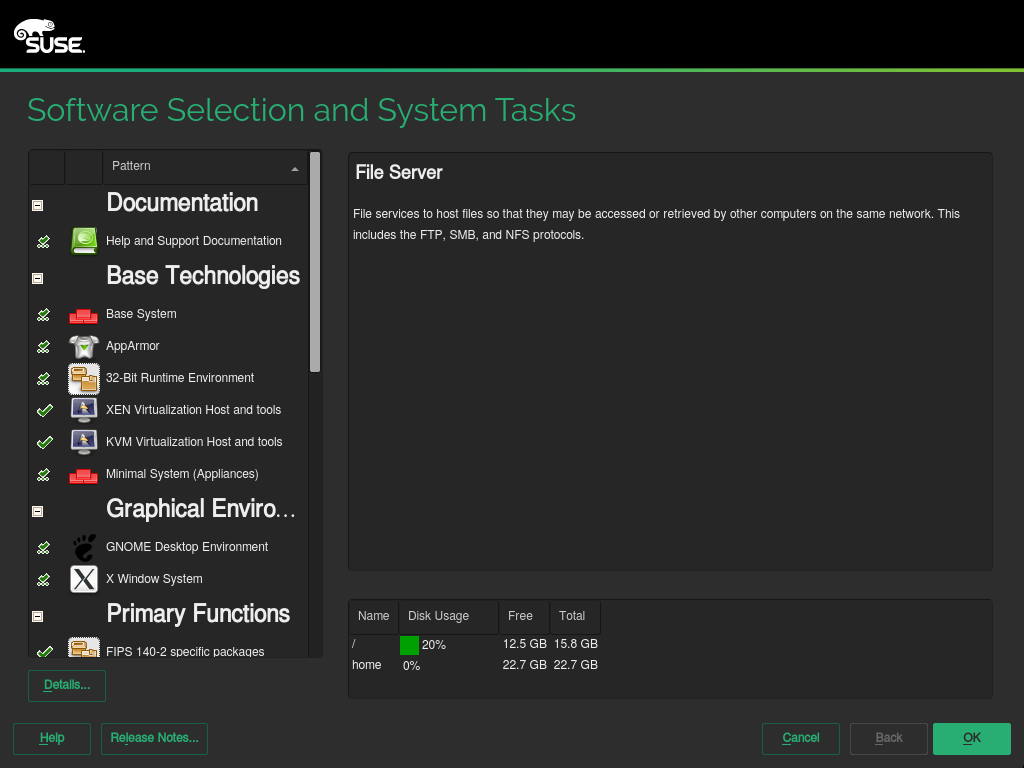 SUSE.
Software Selection and System Tasks
Pattern
Documentation
Help and Support Documentation
Base Technologies
Base System
AppArmor
32-Bit Runtime Environment
XEN Virtualization Host and tools
KVM Virtualization Host and tools
Minimal System (Appliances)
Graphical Enviro...
GNOME Desktop Environment
X Window System
Primary Functions
FIPS 140-2 specific packages
Details...
File Server
File services to host files so that they may be accessed or retrieved by other computers on the same network. This
includes the FTP, SMB, and NFS protocols.
Name Disk Usage Free Total
/ 20% 12.5 GB 15.8 GB
home 0% 22.7 GB 22.7 GB
Help Release Notes... Cancel Back OK